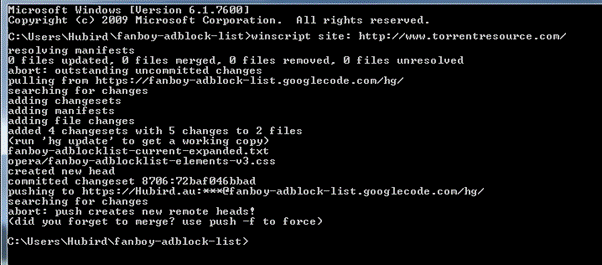 Microsoft Windows [Version 6.1.7600]
Copyright (c) 2009 Microsoft Corporation.  All rights reserved.
C:\Users\Hubird\fanboy-adblock-list>winscript site: http://www.torrentresource.com/
resolving manifests
0 files updated, 0 files merged, 0 files removed, 0 files unresolved
abort: outstanding uncommitted changes
pulling from https://fanboy-adblock-list.googlecode.com/hg/
searching for changes
adding changesets
adding manifests
adding file changes
added 4 changesets with 5 changes to 2 files
(run 'hg update' to get a working copy)
fanboy-adblocklist-current-expanded.txt
opera/fanboy-adblocklist-elements-v3.css
created new head
committed changeset 8706:72baf046bbad
pushing to https://Hubird.au:***@fanboy-adblock-list.googlecode.com/hg/
searching for changes
abort: push creates new remote heads!
(did you forget to merge? use push -f to force)
C:\Users\Hubird\fanboy-adblock-list>